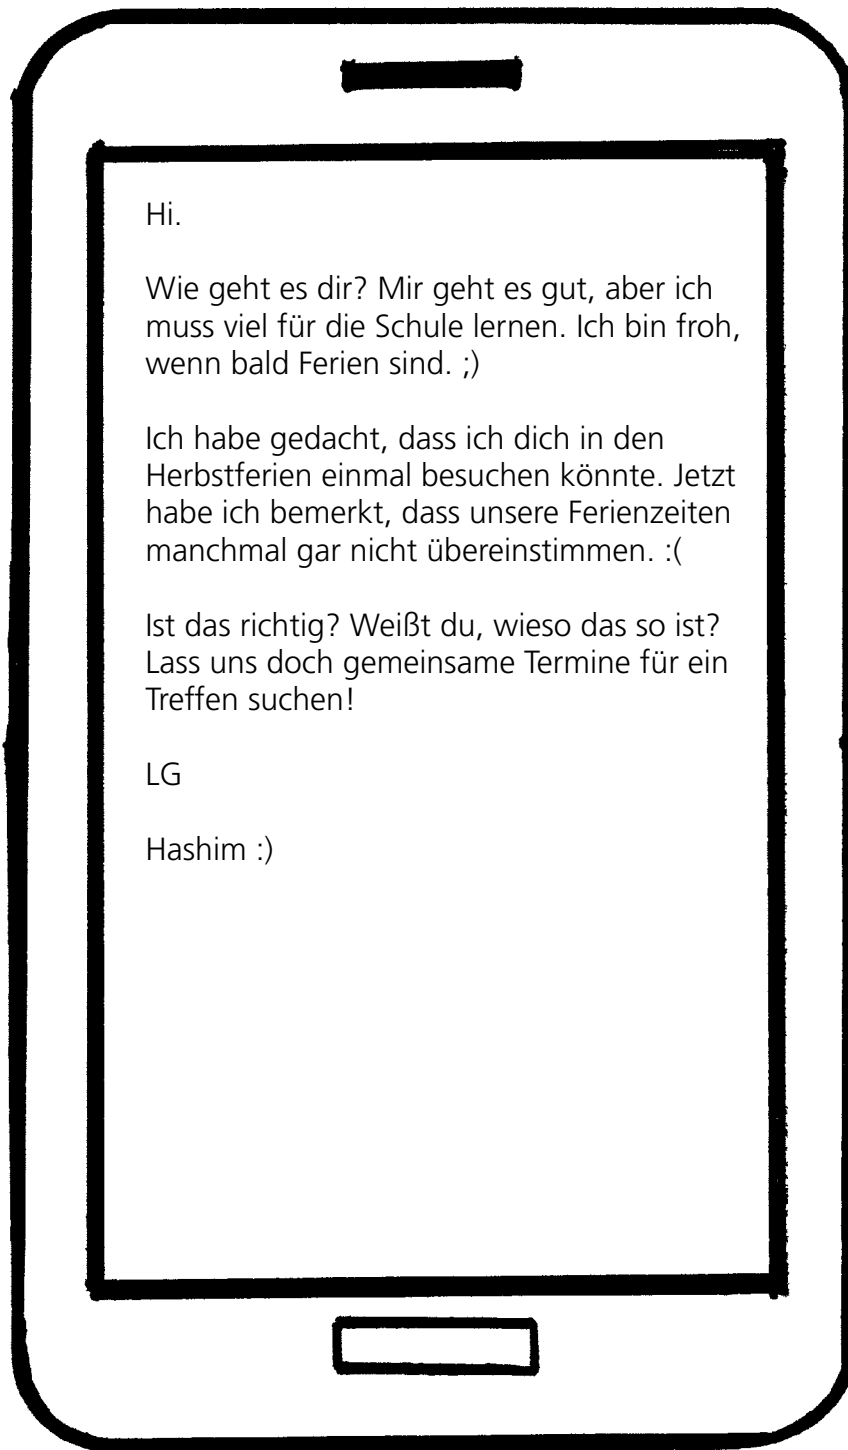 Hi.
Wie geht es dir? Mir geht es gut, aber ich
muss viel für die Schule lernen. Ich bin froh,
wenn bald Ferien sind. ;)
Ich habe gedacht, dass ich dich in den
Herbstferien einmal besuchen könnte. Jetzt
habe ich bemerkt, dass unsere Ferienzeiten
manchmal gar nicht übereinstimmen. :(
Ist das richtig? Weißt du, wieso das so ist?
Lass uns doch gemeinsame Termine für ein
Treffen suchen!
LG
Hashim :)